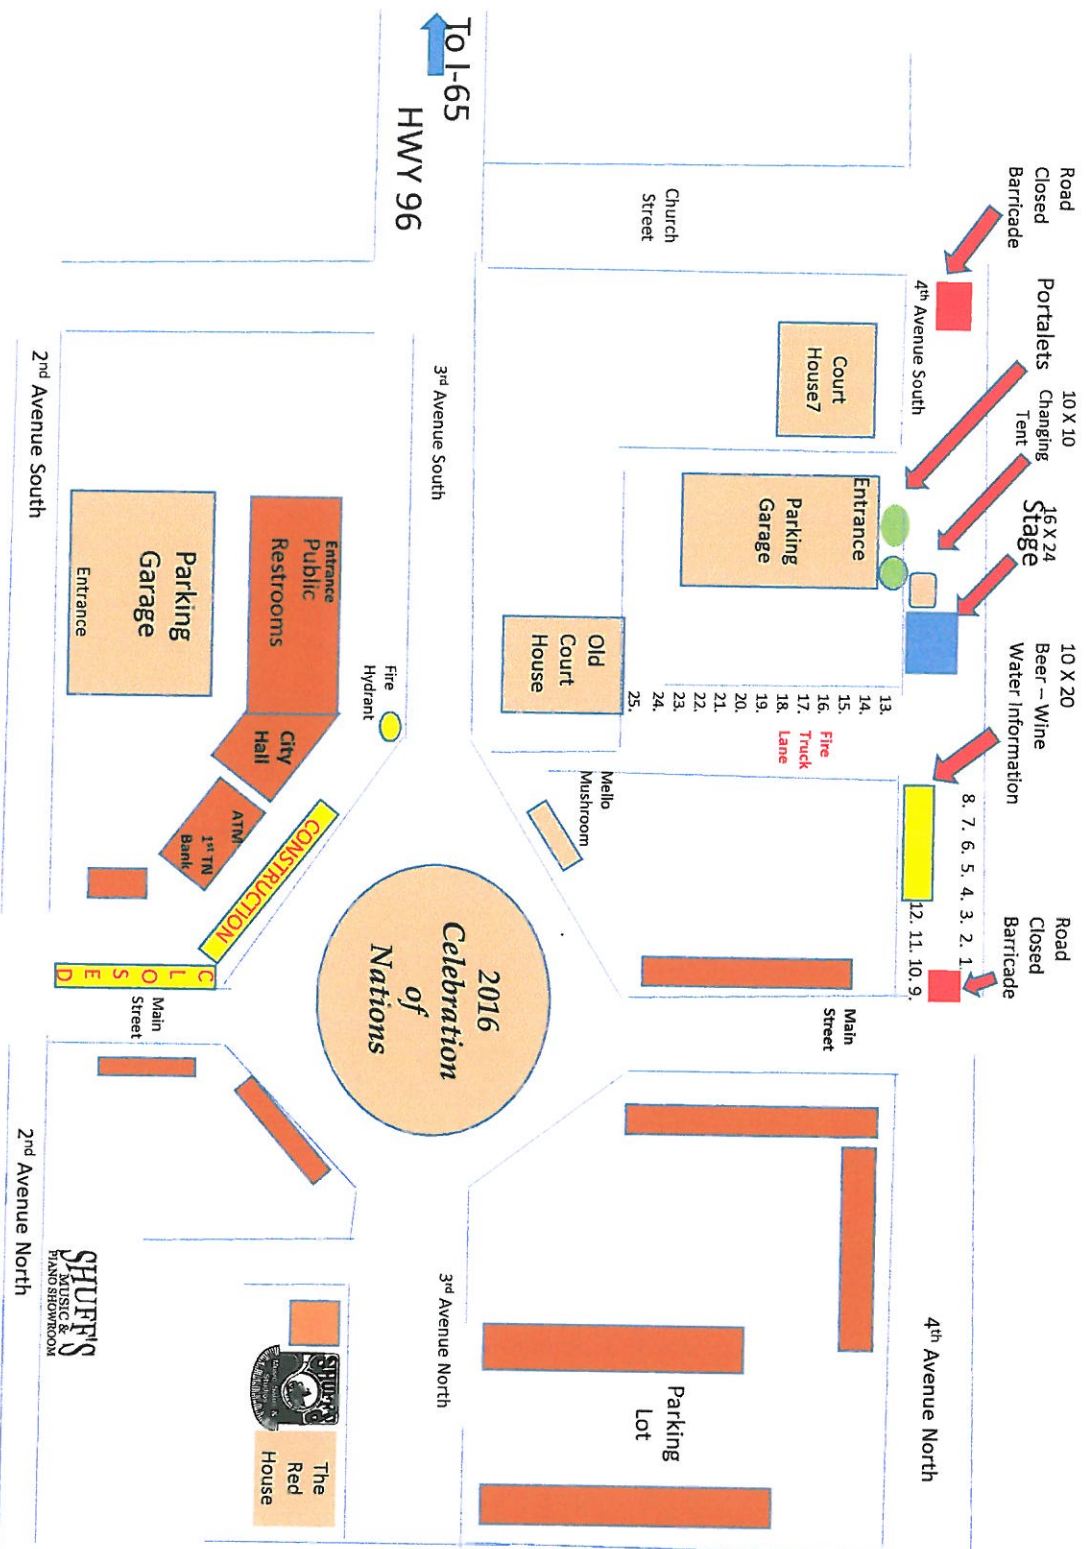 Road
Closed
Barricade
Portalets
10 X 10
Changing
Tent
16 X 24
Stage
10 X 20
Beer – Wine
Water Information
Road
Closed
Barricade
8. 7. 6. 5. 4. 3. 2. 1.
12. 11. 10. 9.
4th Avenue South
4th Avenue North
To I-65
HWY 96
Church
Street
Court
House7
Entrance
Parking
Garage
13.
14.
15.
16.
17.
18.
19.
20.
21.
22.
23.
24.
25.
Fire
Truck
Lane
Main
Street
Old
Court
House
Mello
Mushroom
Parking
Lot
3rd Avenue South
2016
Celebration
of
Nations
3rd Avenue North
Fire
Hydrant
Entrance
Public
Restrooms
City
Hall
ATM
1st TN
Bank
CONSTRUCTION
CLOSED
Main
Street
SHUFF'S
The
Red
House
Parking
Garage
Entrance
2nd Avenue South
2nd Avenue North
SHUFF'S
MUSIC &
PIANO SHOWROOM